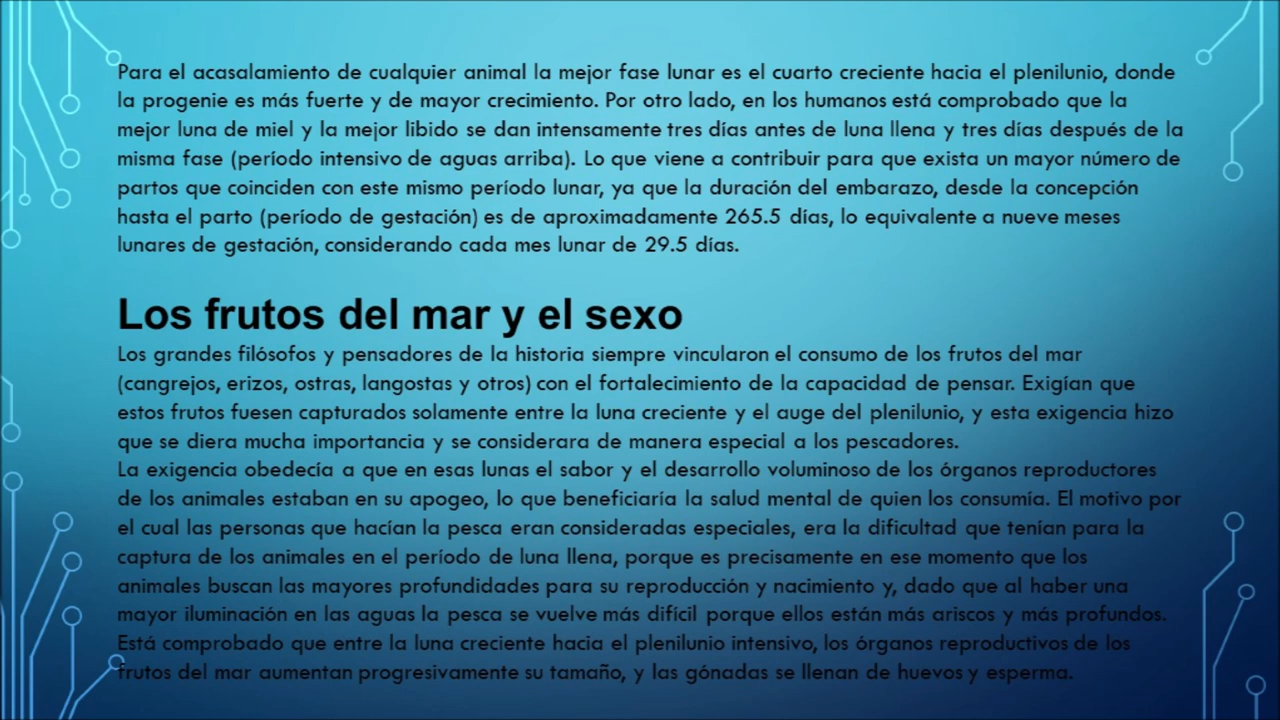 Para el acasalamiento de cualquier animal la mejor fase lunar es el cuarto creciente hacia el plenilunio, donde
la progenie es más fuerte y de mayor crecimiento. Por otro lado, en los humanos está comprobado que la
mejor luna de miel y la mejor libido se dan intensamente tres días antes de luna llena y tres días después de la
misma fase (período intensivo de aguas arriba). Lo que viene a contribuir para que exista un mayor número de
partos que coinciden con este mismo período lunar, ya que la duración del embarazo, desde la concepción
hasta el parto (período de gestación) es de aproximadamente 265.5 días, lo equivalente a nueve meses
lunares de gestación, considerando cada mes lunar de 29.5 días.
Los frutos del mar y el sexo
Los grandes filósofos y pensadores de la historia siempre vincularon el consumo de los frutos del mar
(cangrejos, erizos, ostras, langostas y otros) con el fortalecimiento de la capacidad de pensar. Exigían que
estos frutos fuesen capturados solamente entre la luna creciente y el auge del plenilunio, y esta exigencia hizo
que se diera mucha importancia y se considerara de manera especial a los pescadores.
La exigencia obedecía a que en esas lunas el sabor y el desarrollo voluminoso de los órganos reproductores
de los animales estaban en su apogeo, lo que beneficiaría la salud mental de quien los consumía. El motivo por
el cual las personas que hacían la pesca eran consideradas especiales, era la dificultad que tenían para la
captura de los animales en el período de luna llena, porque es precisamente en ese momento que los
animales buscan las mayores profundidades para su reproducción y nacimiento y, dado que al haber una
mayor iluminación en las aguas la pesca se vuelve más difícil porque ellos están más ariscos y más profundos.
Está comprobado que entre la luna creciente hacia el plenilunio intensivo, los órganos reproductivos de los
frutos del mar aumentan progresivamente su tamaño, y las gónadas se llenan de huevos y esperma.